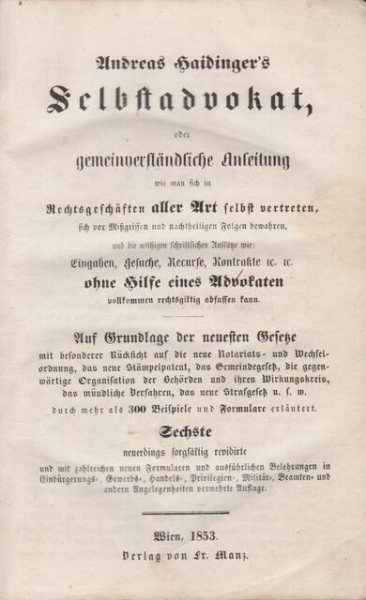 Andreas Haidinger's
Selbstadvokat,
oder
gemeinverständliche Anleitung
wie man sich in
Rechtsgeschäften aller Art selbst vertreten,
sich vor Mißgriffen und nachtheiligen Folgen bewahren,
und die nöthigen schriftlichen Aufsätze wie:
Eingaben, Gesuche, Recurse, Kontrakte ꝛc. ꝛc.
ohne Hilfe eines Advokaten
vollkommen rechtsgiltig abfassen kann.
Auf Grundlage der neuesten Gesetze
mit besonderer Rücksicht auf die neue Notariats- und Wechsel-
ordnung, das neue Stämpelpatent, das Gemeindegesetz, die gegen-
wärtige Organisation der Behörden und ihren Wirkungskreis,
das mündliche Verfahren, das neue Strafgesetz u. s. w.
durch mehr als 300 Beispiele und Formulare erläutert.
Sechste
neuerdings sorgfältig revidirte
und mit zahlreichen neuen Formularen und ausführlichen Belehrungen in
Einbürgerungs-, Gewerbs-, Handels-, Privilegien-, Militär-, Beamten- und
andern Angelegenheiten vermehrte Auflage.
Wien, 1853.
Verlag von Fr. Manz.